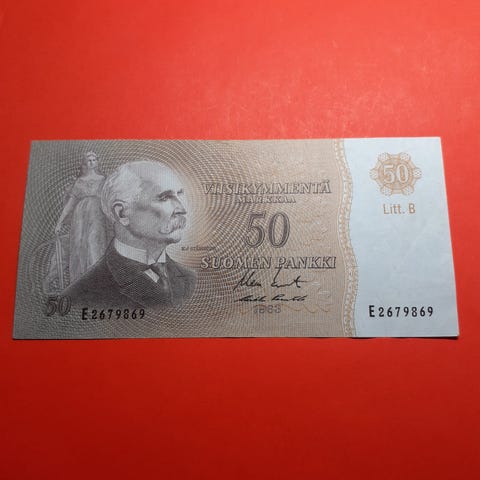 VIISIKYMMENTÄ
MARKKAA
50
SUOMEN PANKKI
1963
50
E2679869
50
Litt. B
E2679869